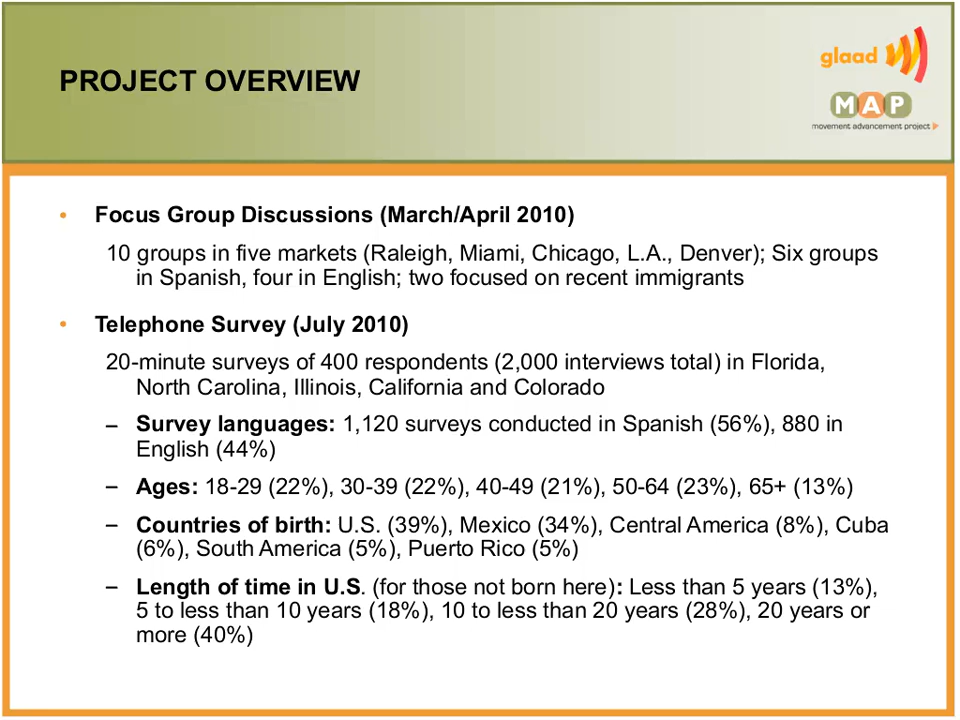 PROJECT OVERVIEW
glaad
MAP
movement advancement project
• Focus Group Discussions (March/April 2010)
10 groups in five markets (Raleigh, Miami, Chicago, L.A., Denver); Six groups
in Spanish, four in English; two focused on recent immigrants
• Telephone Survey (July 2010)
20-minute surveys of 400 respondents (2,000 interviews total) in Florida,
North Carolina, Illinois, California and Colorado
– Survey languages: 1,120 surveys conducted in Spanish (56%), 880 in
English (44%)
– Ages: 18-29 (22%), 30-39 (22%), 40-49 (21%), 50-64 (23%), 65+ (13%)
– Countries of birth: U.S. (39%), Mexico (34%), Central America (8%), Cuba
(6%), South America (5%), Puerto Rico (5%)
– Length of time in U.S. (for those not born here): Less than 5 years (13%),
5 to less than 10 years (18%), 10 to less than 20 years (28%), 20 years or
more (40%)